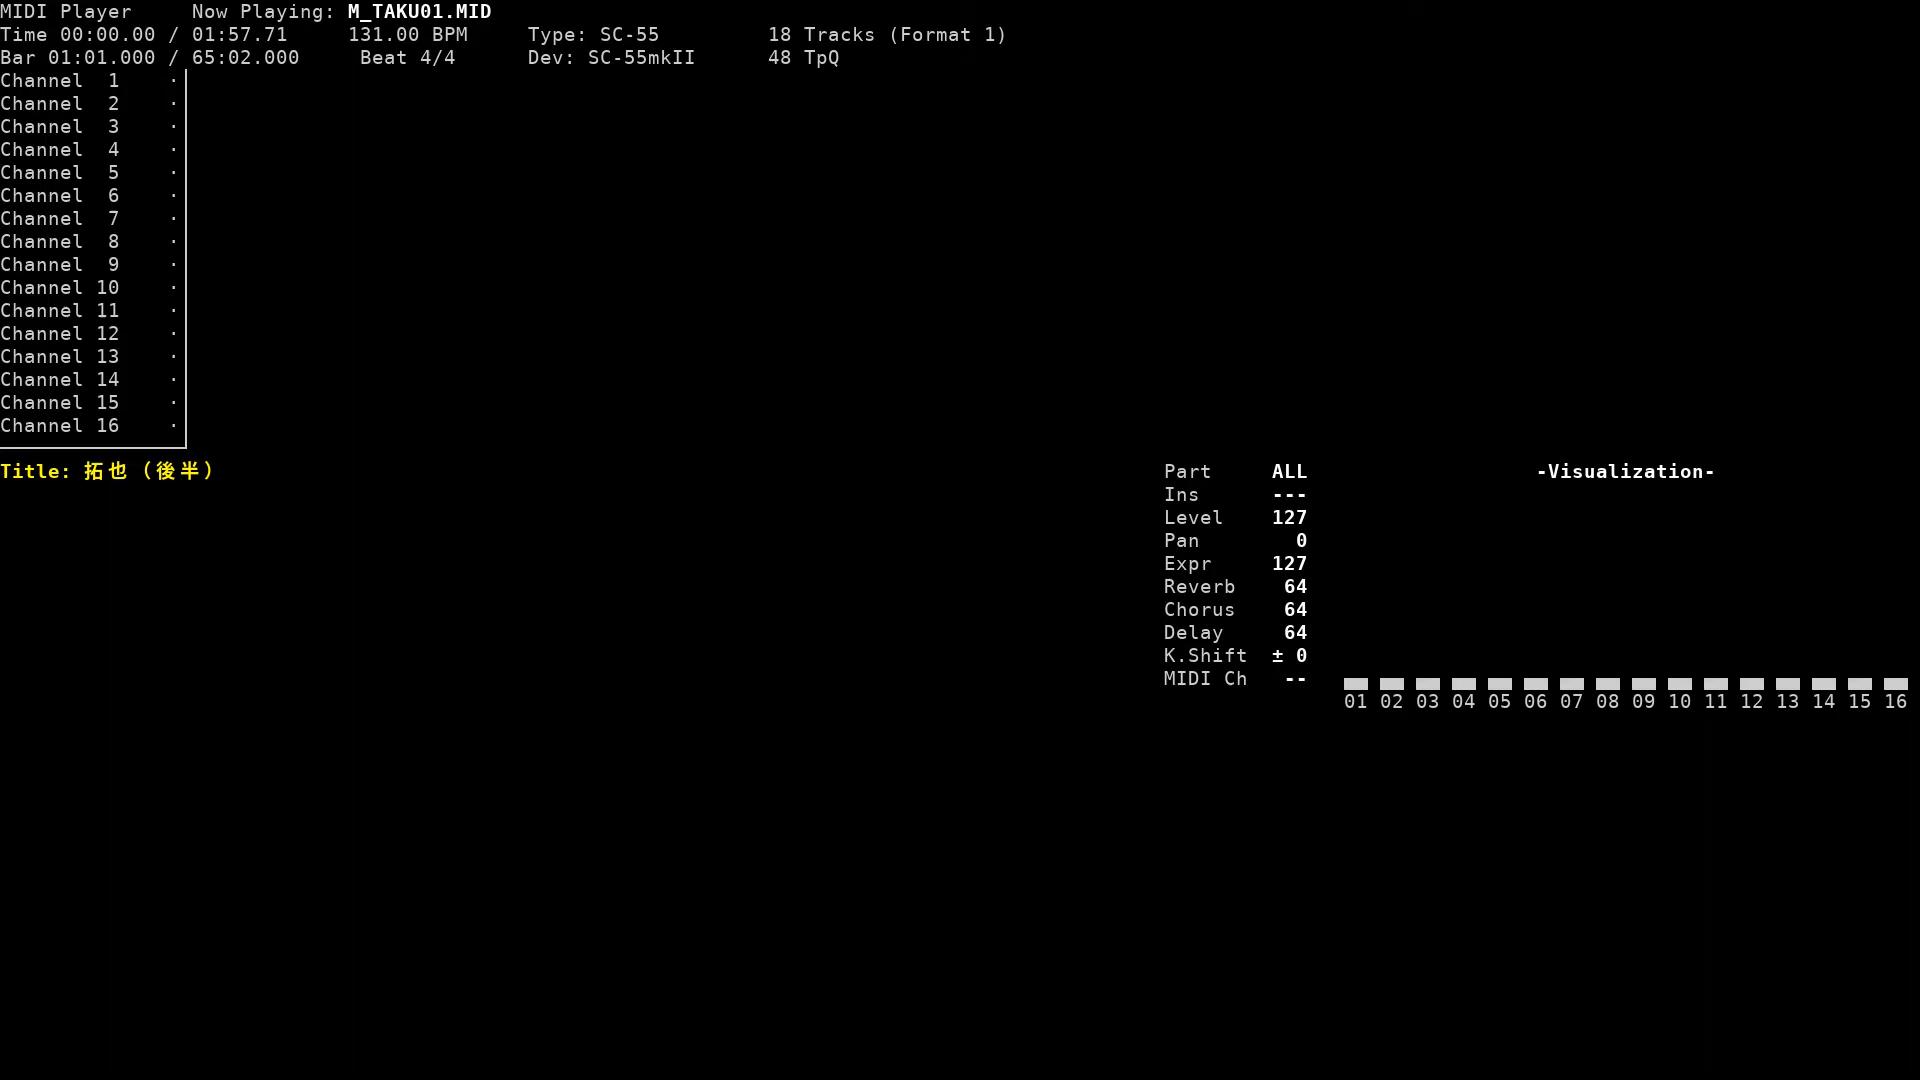 MIDI Player     Now Playing: M_TAKU01.MID
Time 00:00.00 / 01:57.71     131.00 BPM     Type: SC-55         18 Tracks (Format 1)
Bar 01:01.000 / 65:02.000     Beat 4/4      Dev: SC-55mkII      48 TpQ
Channel  1    ·
Channel  2    ·
Channel  3    ·
Channel  4    ·
Channel  5    ·
Channel  6    ·
Channel  7    ·
Channel  8    ·
Channel  9    ·
Channel 10    ·
Channel 11    ·
Channel 12    ·
Channel 13    ·
Channel 14    ·
Channel 15    ·
Channel 16    ·
Title: 拓也（後半）
Part     ALL
Ins      ---
Level    127
Pan        0
Expr     127
Reverb    64
Chorus    64
Delay     64
K.Shift  ± 0
MIDI Ch   --
-Visualization-
01 02 03 04 05 06 07 08 09 10 11 12 13 14 15 16